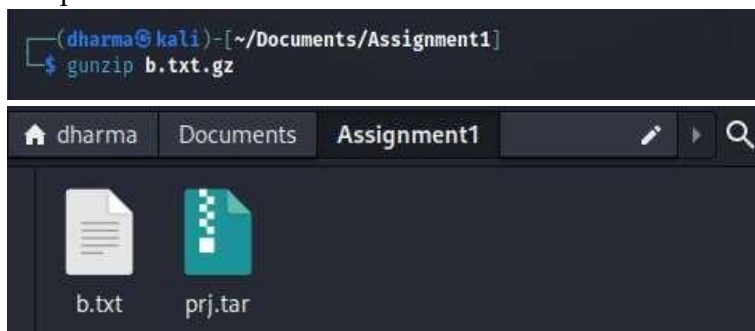 (dharma㉿kali)-[~/Documents/Assignment1]
$ gunzip b.txt.gz
dharma Documents Assignment1
b.txt prj.tar